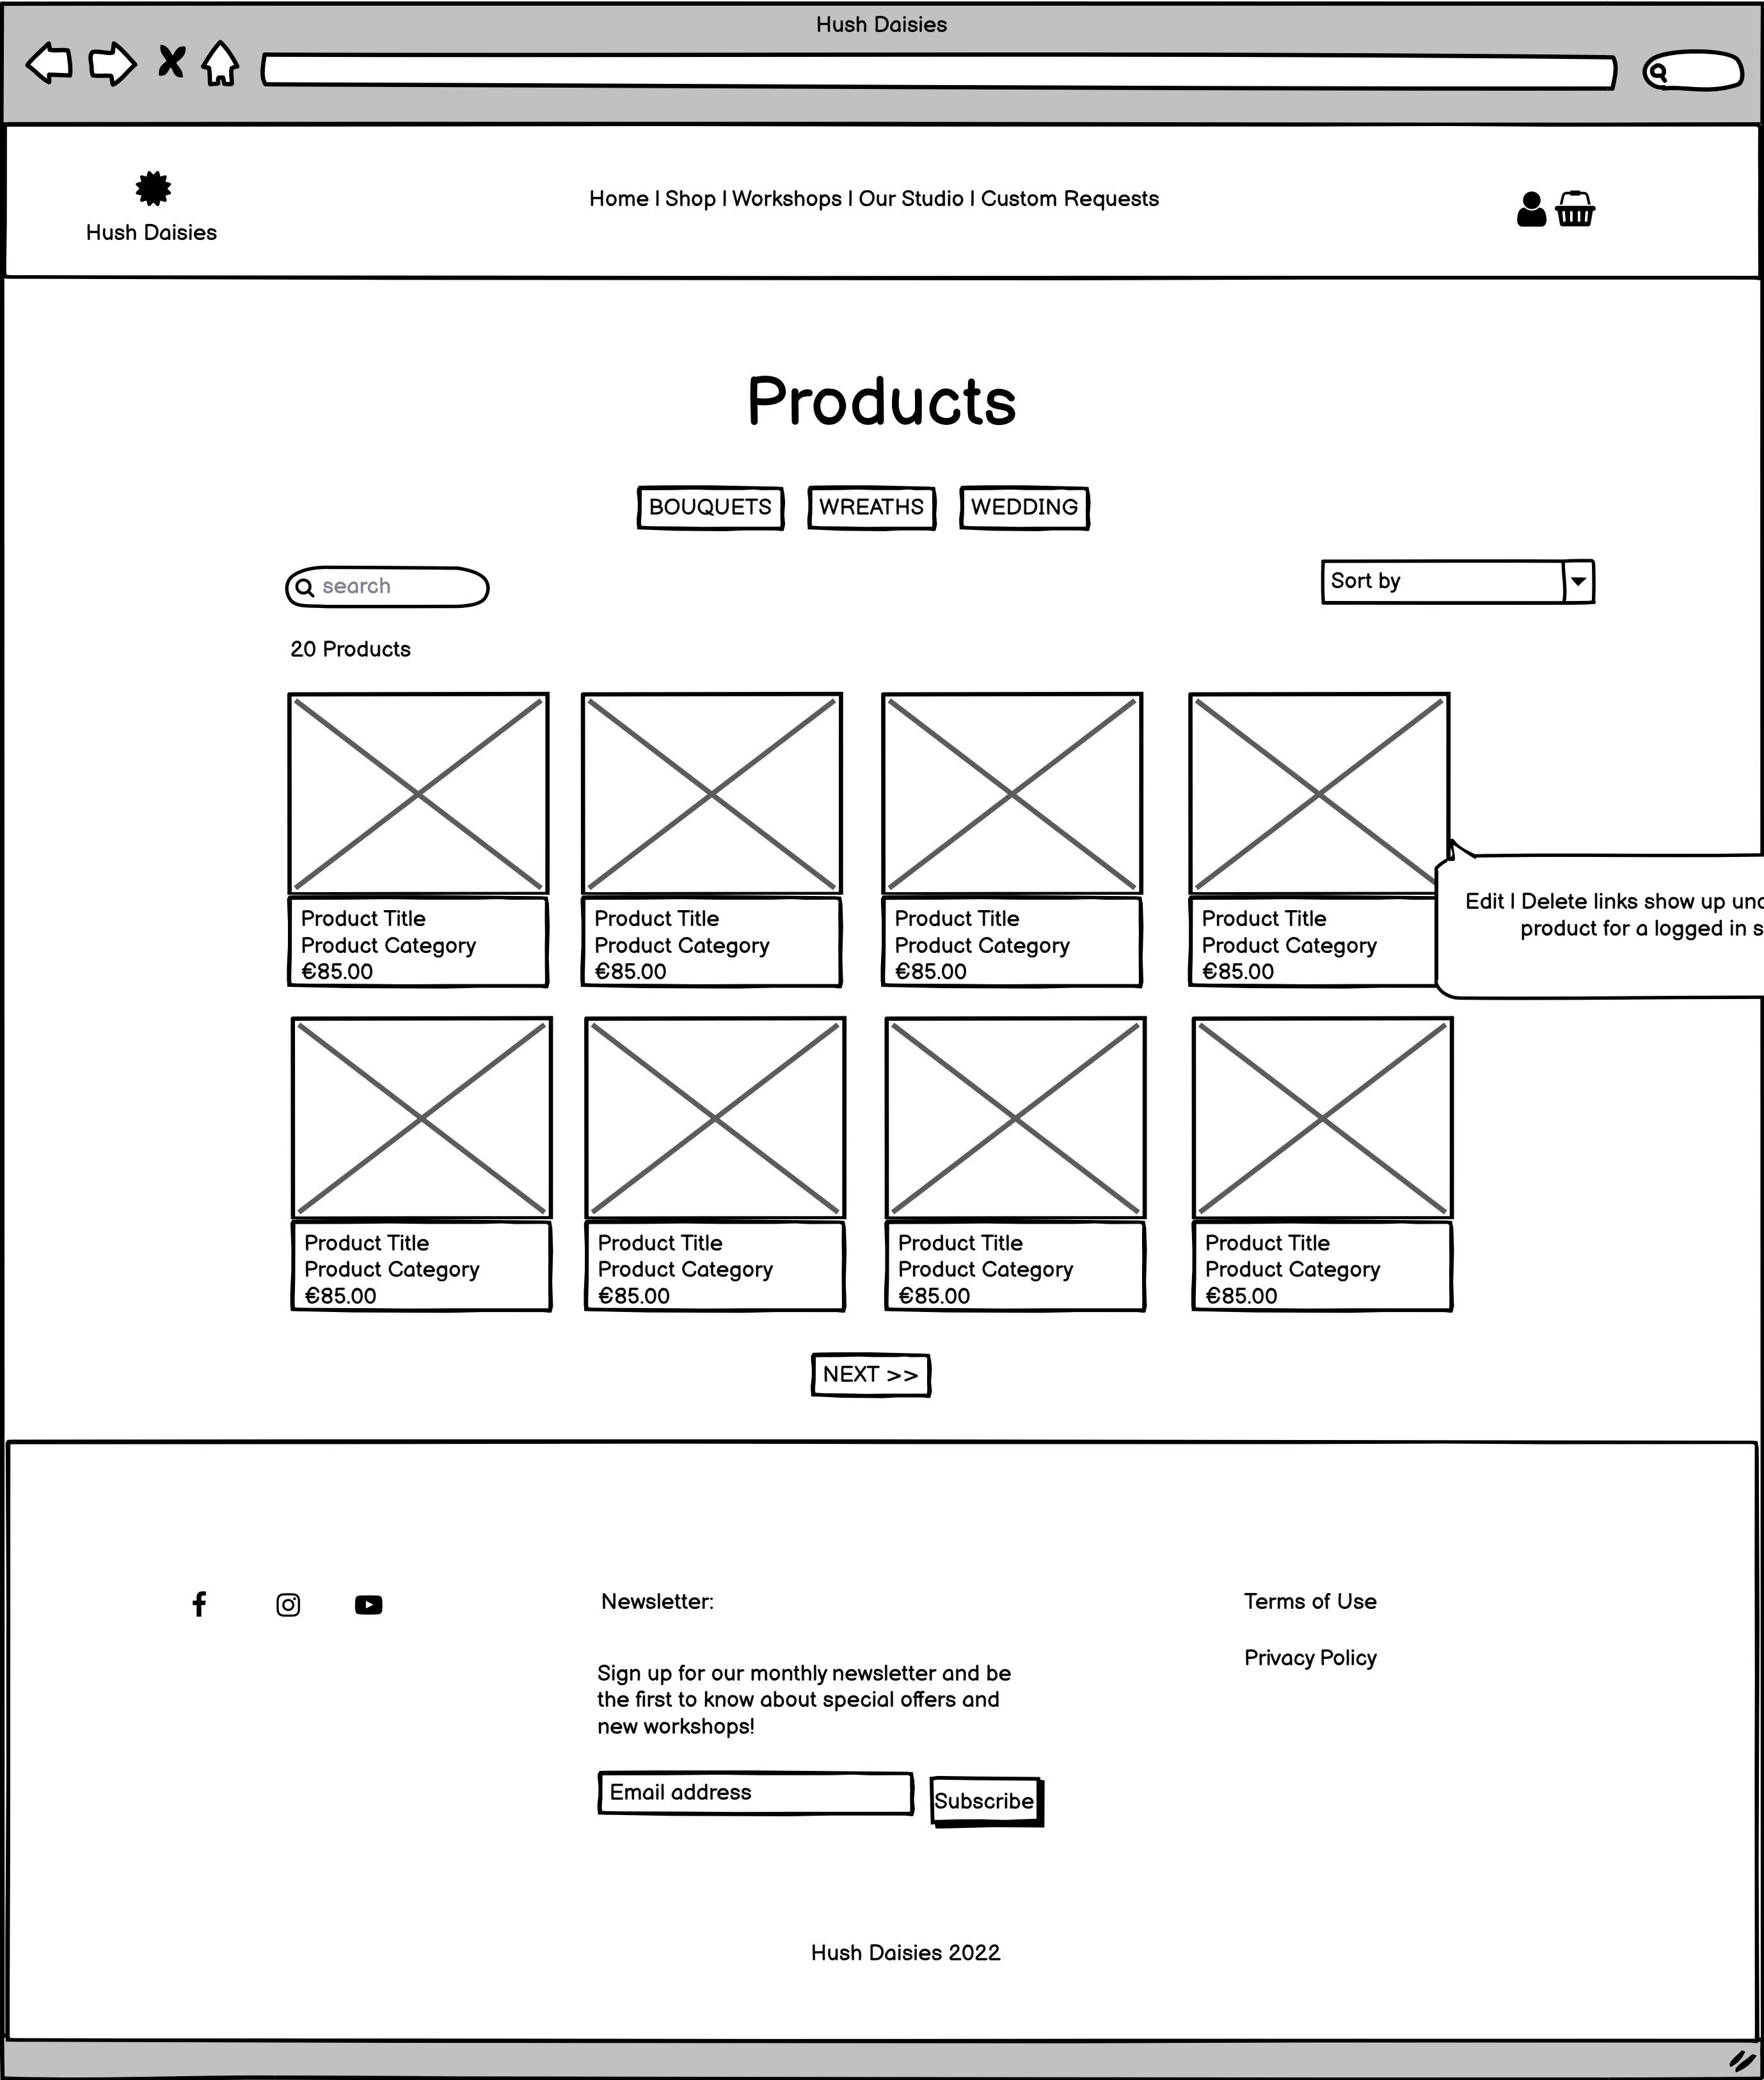 Hush Daisies
Hush Daisies
Home | Shop | Workshops | Our Studio | Custom Requests
Products
BOUQUETS
WREATHS
WEDDING
search
Sort by
20 Products
Product Title
Product Category
€85.00
Product Title
Product Category
€85.00
Product Title
Product Category
€85.00
Product Title
Product Category
€85.00
Edit | Delete links show up
product for a logged in
Product Title
Product Category
€85.00
Product Title
Product Category
€85.00
Product Title
Product Category
€85.00
Product Title
Product Category
€85.00
NEXT >>
Newsletter:
Sign up for our monthly newsletter and be
the first to know about special offers and
new workshops!
Email address
Subscribe
Terms of Use
Privacy Policy
Hush Daisies 2022